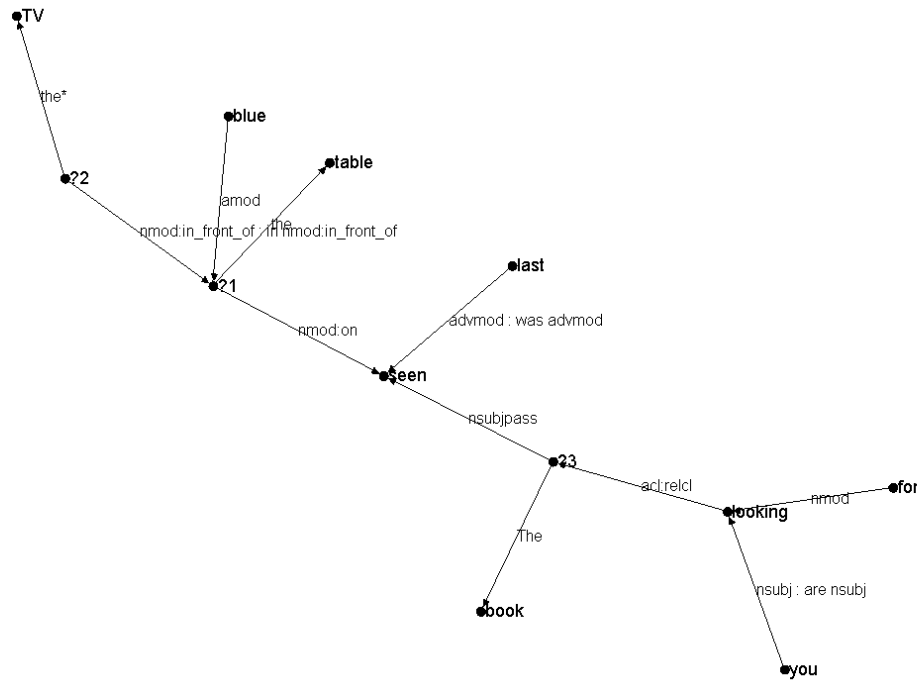 TV
the*
blue
table
?2
amod
the
nmod:in_front_of : in nmod:in_front_of
last
?1
advmod : was advmod
nmod:on
seen
nsubjpass
?3
acl:relcl
for
nmod
looking
The
nsubj : are nsubj
book
you